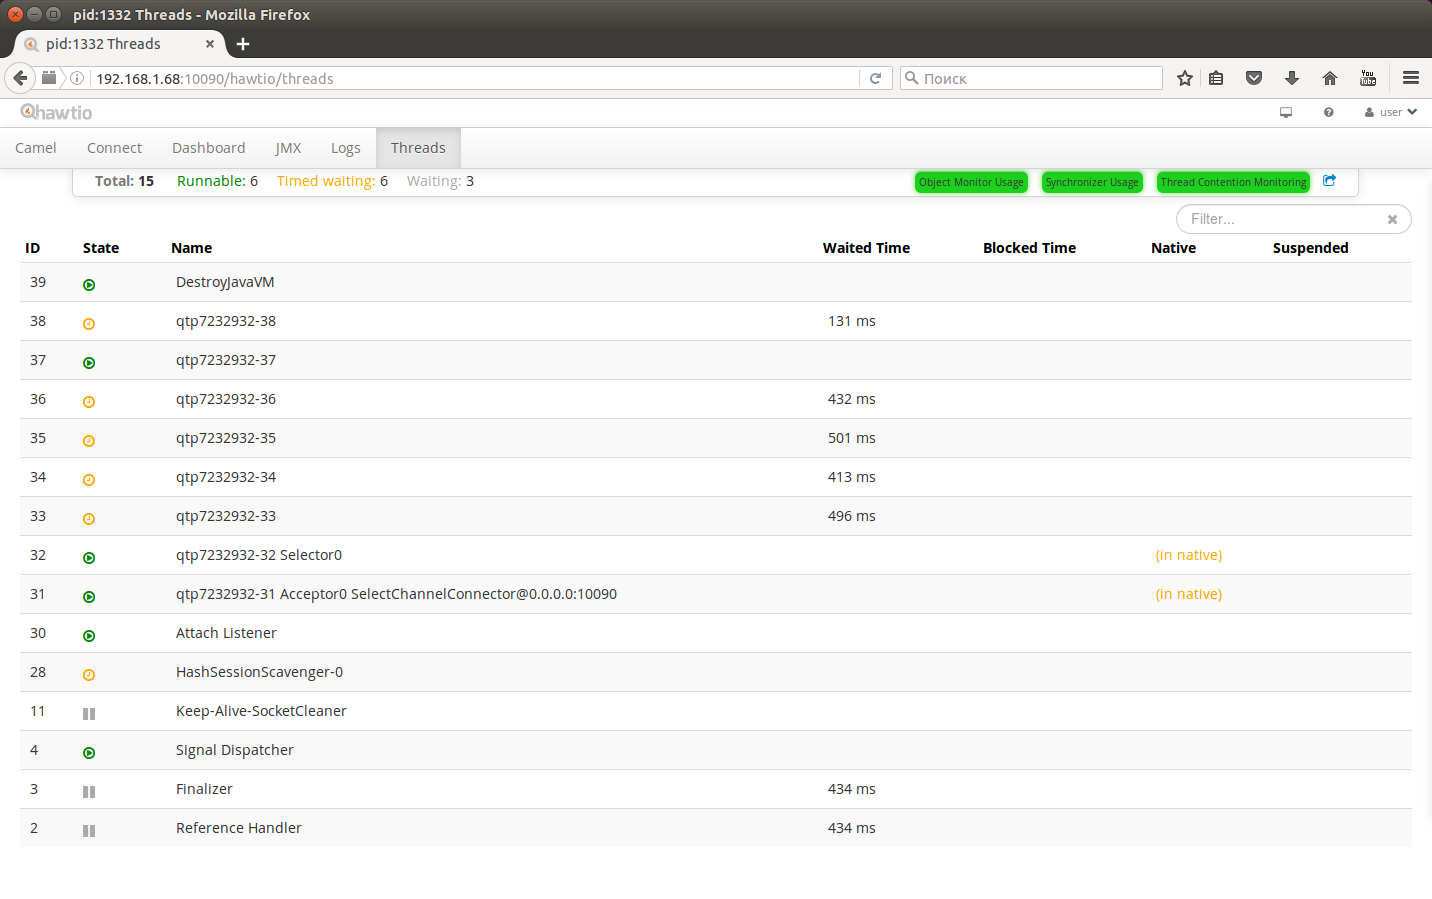 pid:1332 Threads - Mozilla Firefox
pid:1332 Threads
192.168.1.68:10090/hawtio/threads
Поиск
You Tube
hawtio
user
Camel Connect Dashboard JMX Logs Threads
Total: 15 Runnable: 6 Timed waiting: 6 Waiting: 3 Object Monitor Usage Synchronizer Usage Thread Contention Monitoring
Filter...
ID State Name Waited Time Blocked Time Native Suspended
39 DestroyJavaVM
38 qtp7232932-38 131 ms
37 qtp7232932-37
36 qtp7232932-36 432 ms
35 qtp7232932-35 501 ms
34 qtp7232932-34 413 ms
33 qtp7232932-33 496 ms
32 qtp7232932-32 Selector0 (in native)
31 qtp7232932-31 Acceptor0 SelectChannelConnector@0.0.0.0:10090 (in native)
30 Attach Listener
28 HashSessionScavenger-0
11 Keep-Alive-SocketCleaner
4 Signal Dispatcher
3 Finalizer 434 ms
2 Reference Handler 434 ms